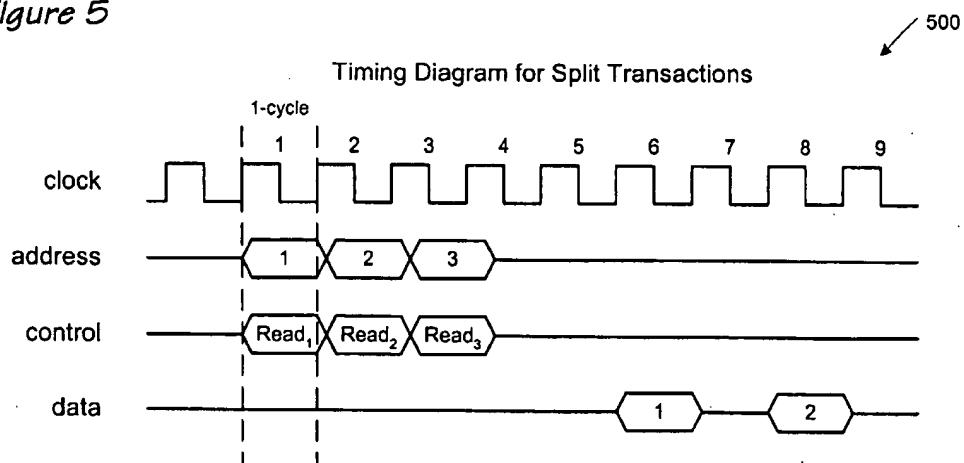 igure 5
500
Timing Diagram for Split Transactions
1-cycle
1 2 3 4 5 6 7 8 9
clock
address 1 2 3
control Read₁ Read₂ Read₃
data 1 2